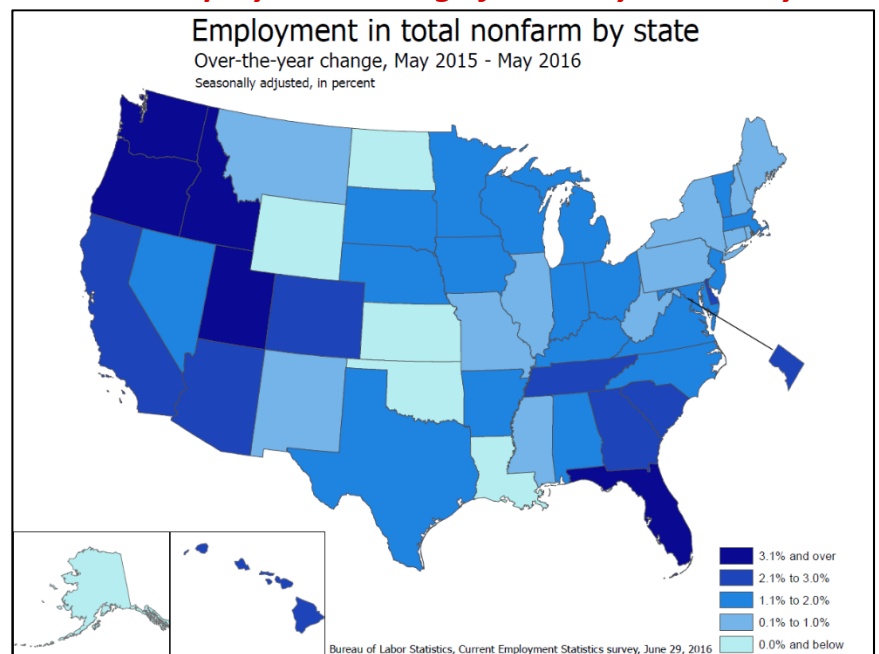 Employment in total nonfarm by state
Over-the-year change, May 2015 - May 2016
Seasonally adjusted, in percent
3.1% and over
2.1% to 3.0%
1.1% to 2.0%
0.1% to 1.0%
0.0% and below
Bureau of Labor Statistics, Current Employment Statistics survey, June 29, 2016